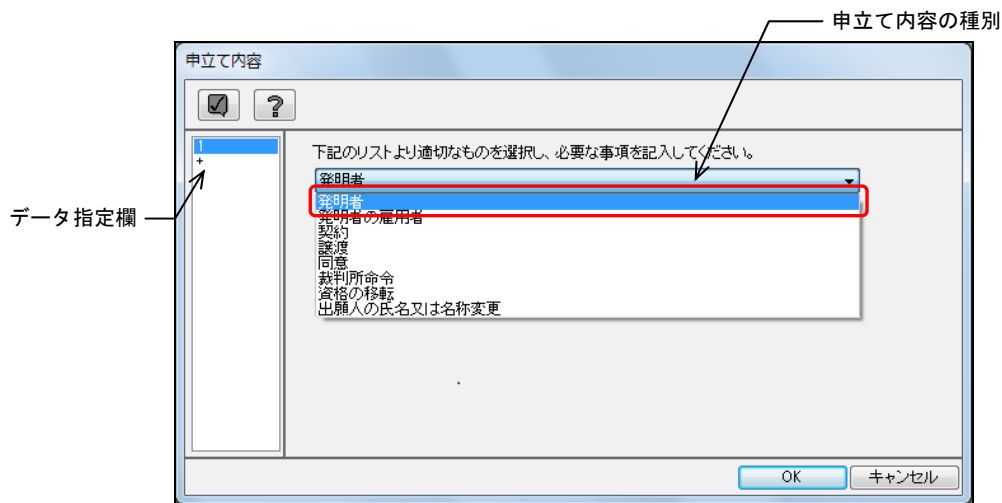 申立て内容の種別
申立て内容
1
+
下記のリストより適切なものを選択し、必要な事項を記入してください。
発明者
発明者
発明者の雇用者
契約
譲渡
同意
裁判所命令
資格の移転
出願人の氏名又は名称変更
データ指定欄
OK
キャンセル